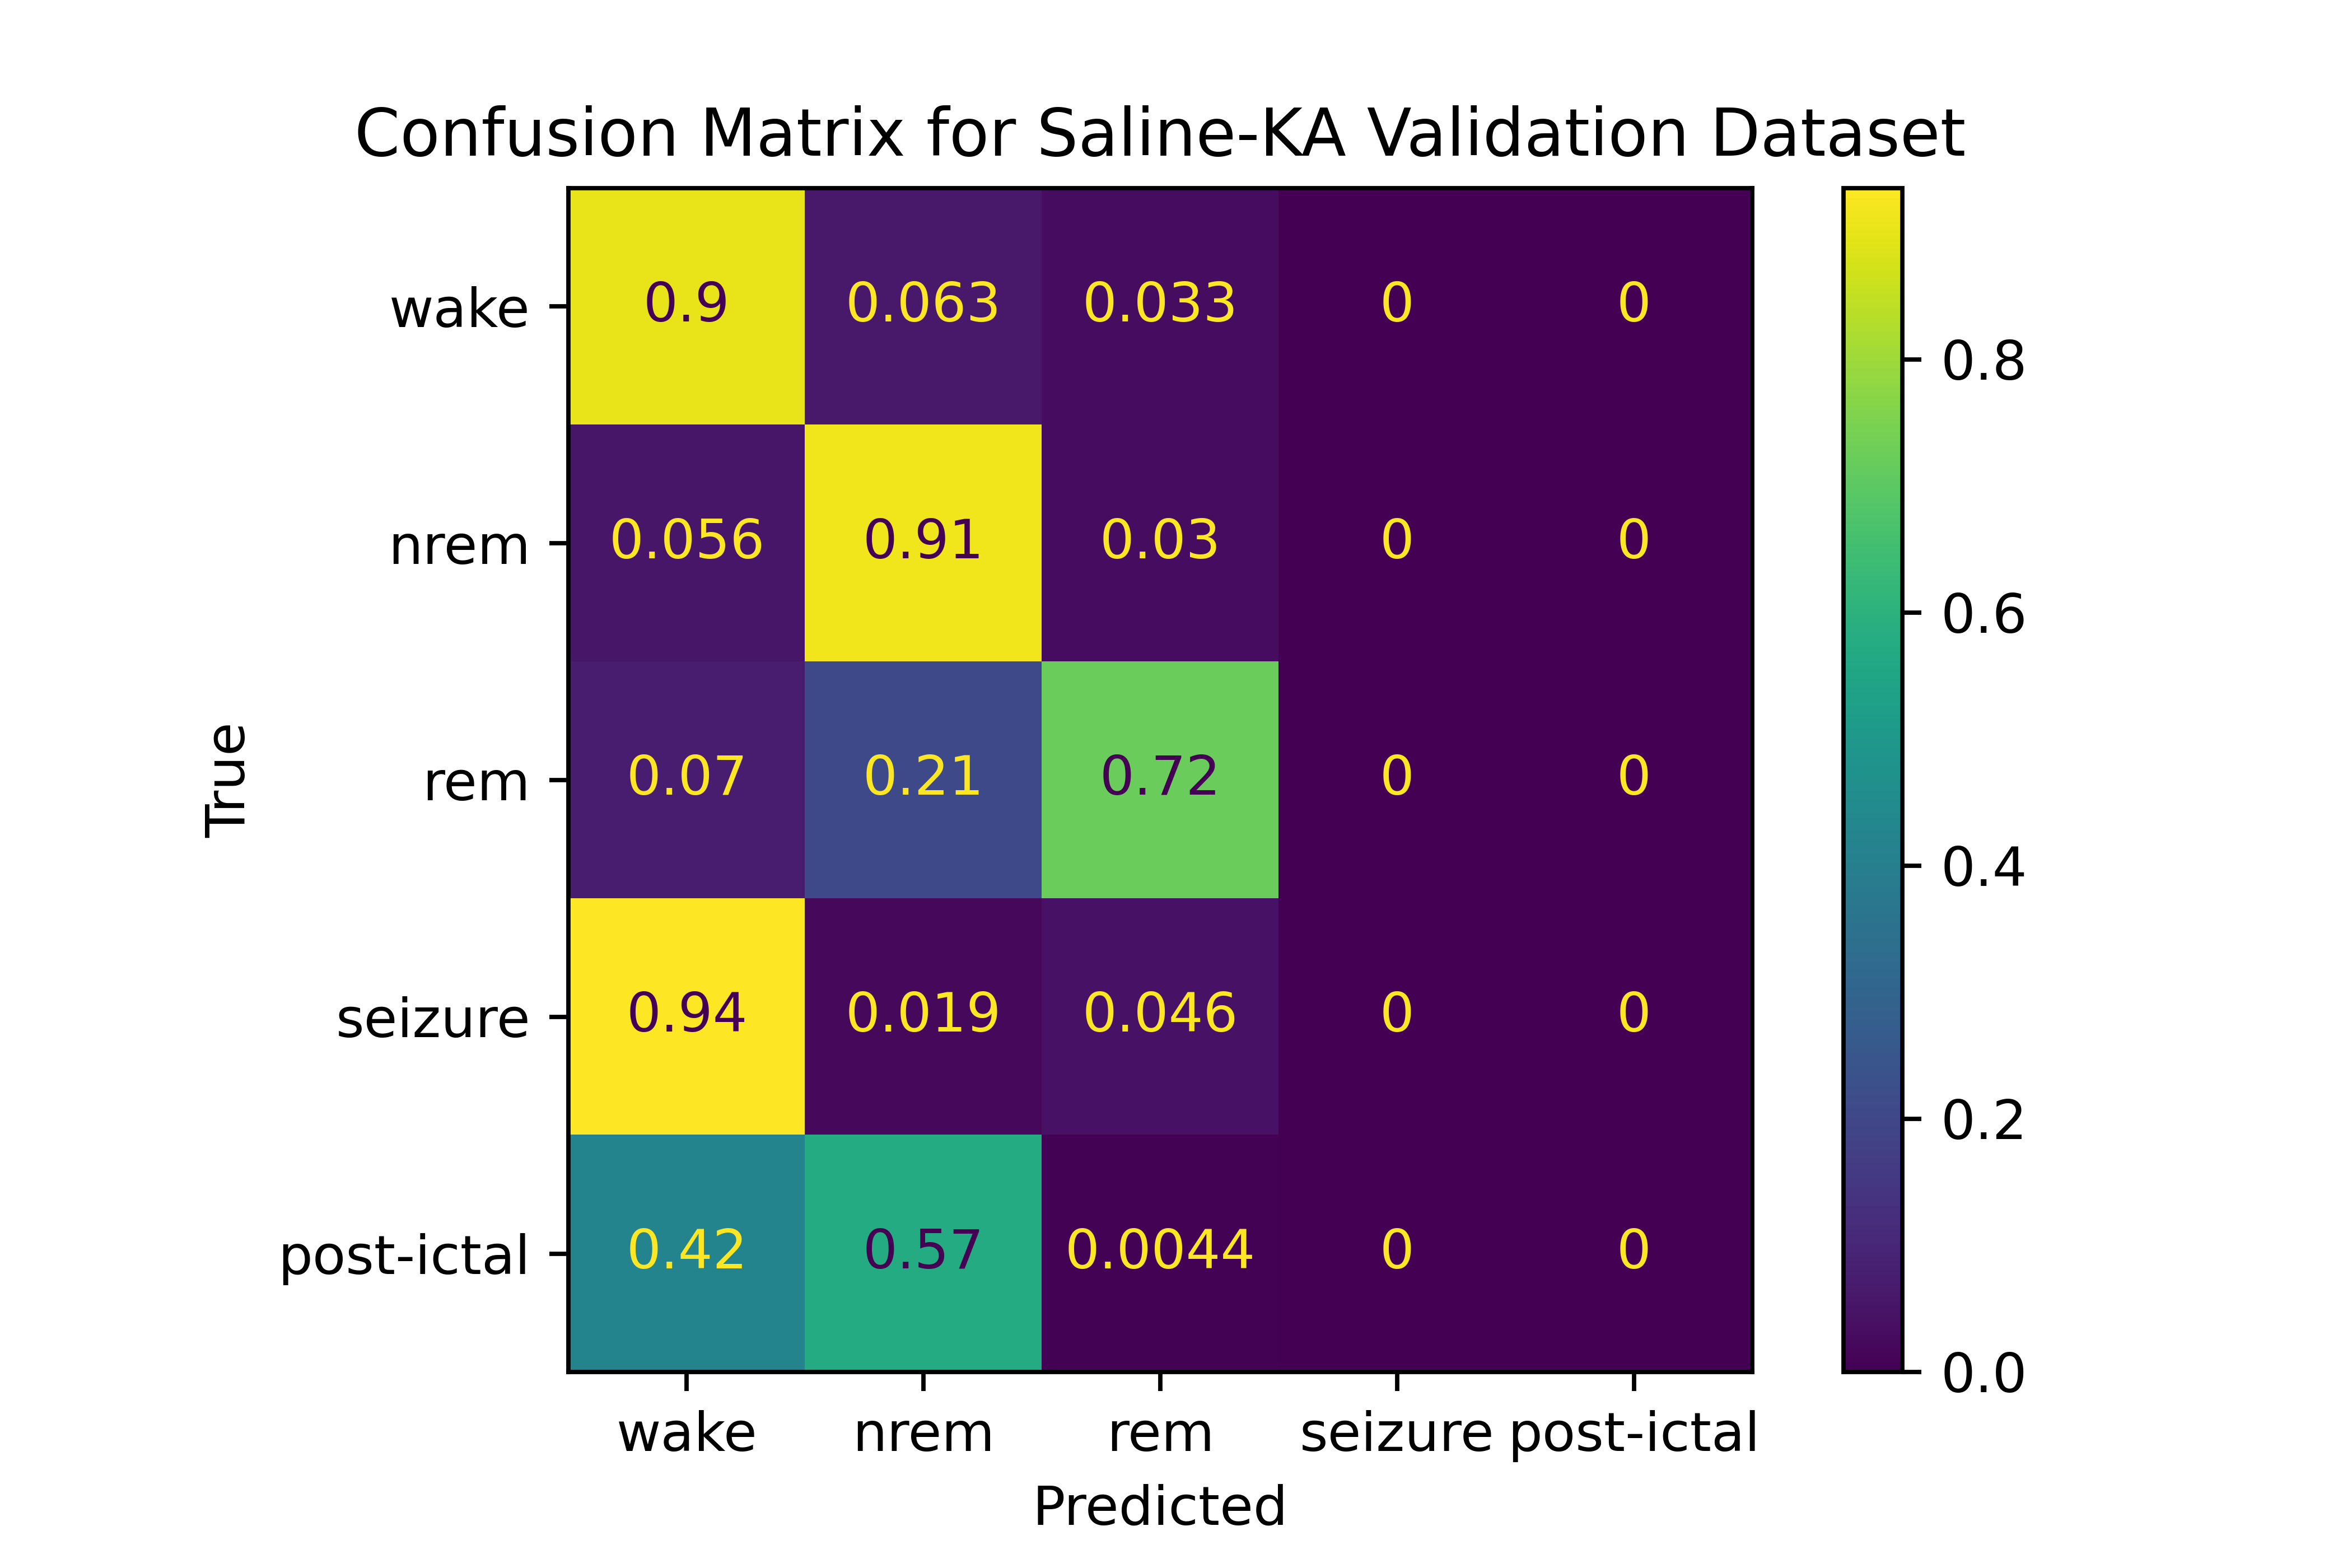 Confusion Matrix for Saline-KA Validation Dataset
True
wake 0.9 0.063 0.033 0 0
nrem 0.056 0.91 0.03 0 0
rem 0.07 0.21 0.72 0 0
seizure 0.94 0.019 0.046 0 0
post-ictal 0.42 0.57 0.0044 0 0
wake nrem rem seizure post-ictal
Predicted
0.8
0.6
0.4
0.2
0.0